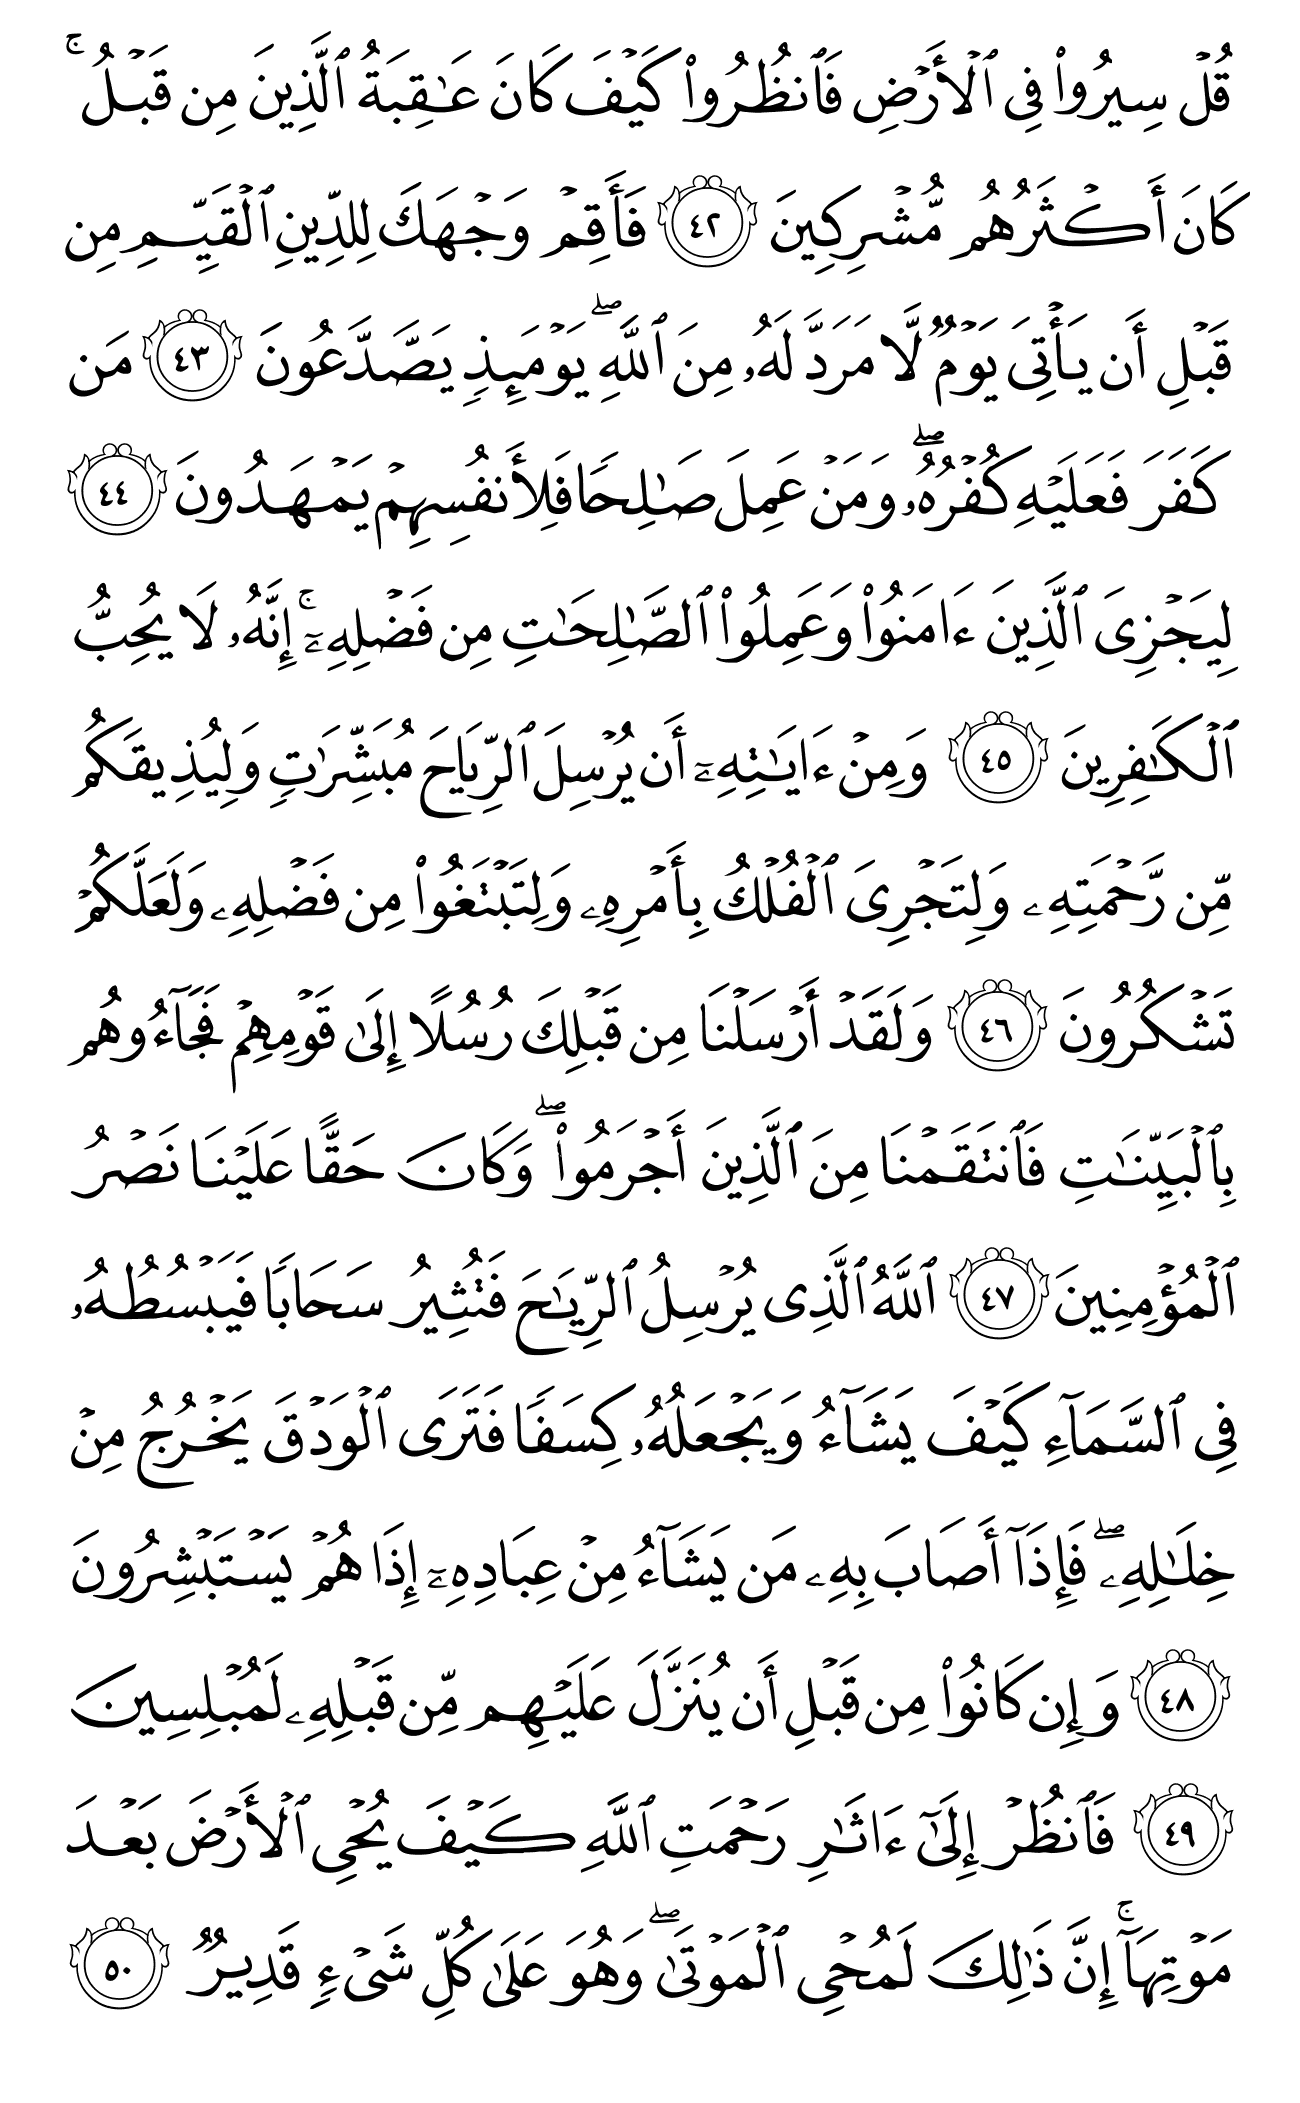 قُلۡ سِيرُواْ فِى ٱلۡأَرۡضِ فَٱنظُرُواْ كَيۡفَ كَانَ عَٰقِبَةُ ٱلَّذِينَ مِن قَبۡلُۚ
كَانَ أَكۡثَرُهُم مُّشۡرِكِينَ ٤٢ فَأَقِمۡ وَجۡهَكَ لِلدِّينِ ٱلۡقَيِّمِ مِن
قَبۡلِ أَن يَأۡتِىَ يَوۡمٌ لَّا مَرَدَّ لَهُۥ مِنَ ٱللَّهِۖ يَوۡمَئِذٍ يَصَّدَّعُونَ ٤٣ مَن
كَفَرَ فَعَلَيۡهِ كُفۡرُهُۥۖ وَمَنۡ عَمِلَ صَٰلِحًا فَلِأَنفُسِهِمۡ يَمۡهَدُونَ ٤٤
لِيَجۡزِىَ ٱلَّذِينَ ءَامَنُواْ وَعَمِلُواْ ٱلصَّٰلِحَٰتِ مِن فَضۡلِهِۦٓۚ إِنَّهُۥ لَا يُحِبُّ
ٱلۡكَٰفِرِينَ ٤٥ وَمِنۡ ءَايَٰتِهِۦٓ أَن يُرۡسِلَ ٱلرِّيَاحَ مُبَشِّرَٰتٍ وَلِيُذِيقَكُم
مِّن رَّحۡمَتِهِۦ وَلِتَجۡرِىَ ٱلۡفُلۡكُ بِأَمۡرِهِۦ وَلِتَبۡتَغُواْ مِن فَضۡلِهِۦ وَلَعَلَّكُمۡ
تَشۡكُرُونَ ٤٦ وَلَقَدۡ أَرۡسَلۡنَا مِن قَبۡلِكَ رُسُلًا إِلَىٰ قَوۡمِهِمۡ فَجَآءُوهُم
بِٱلۡبَيِّنَٰتِ فَٱنتَقَمۡنَا مِنَ ٱلَّذِينَ أَجۡرَمُواْۖ وَكَانَ حَقًّا عَلَيۡنَا نَصۡرُ
ٱلۡمُؤۡمِنِينَ ٤٧ ٱللَّهُ ٱلَّذِى يُرۡسِلُ ٱلرِّيَٰحَ فَتُثِيرُ سَحَابًا فَيَبۡسُطُهُۥ
فِى ٱلسَّمَآءِ كَيۡفَ يَشَآءُ وَيَجۡعَلُهُۥ كِسَفًا فَتَرَى ٱلۡوَدۡقَ يَخۡرُجُ مِنۡ
خِلَٰلِهِۦۖ فَإِذَآ أَصَابَ بِهِۦ مَن يَشَآءُ مِنۡ عِبَادِهِۦٓ إِذَا هُمۡ يَسۡتَبۡشِرُونَ
٤٨ وَإِن كَانُواْ مِن قَبۡلِ أَن يُنَزَّلَ عَلَيۡهِم مِّن قَبۡلِهِۦ لَمُبۡلِسِينَ
٤٩ فَٱنظُرۡ إِلَىٰٓ ءَاثَٰرِ رَحۡمَتِ ٱللَّهِ كَيۡفَ يُحۡىِ ٱلۡأَرۡضَ بَعۡدَ
مَوۡتِهَآۚ إِنَّ ذَٰلِكَ لَمُحۡىِ ٱلۡمَوۡتَىٰۖ وَهُوَ عَلَىٰ كُلِّ شَىۡءٍ قَدِيرٌ ٥٠